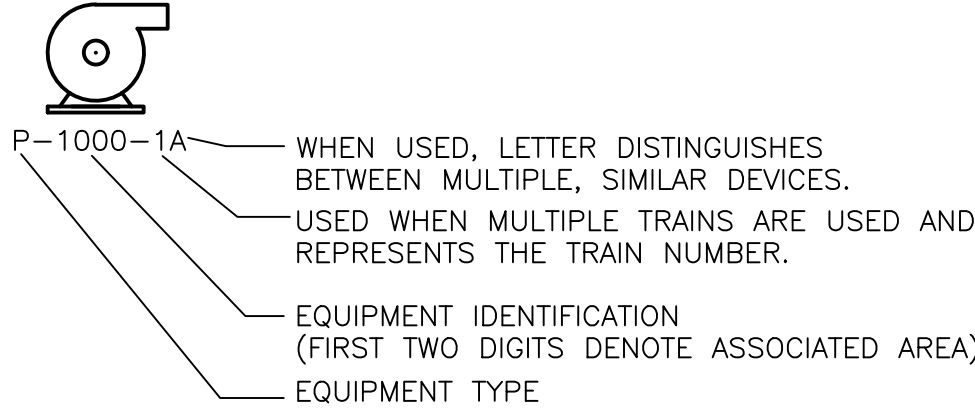 P-1000-1A
WHEN USED, LETTER DISTINGUISHES
BETWEEN MULTIPLE, SIMILAR DEVICES.
USED WHEN MULTIPLE TRAINS ARE USED AND
REPRESENTS THE TRAIN NUMBER.
EQUIPMENT IDENTIFICATION
(FIRST TWO DIGITS DENOTE ASSOCIATED AREA)
EQUIPMENT TYPE